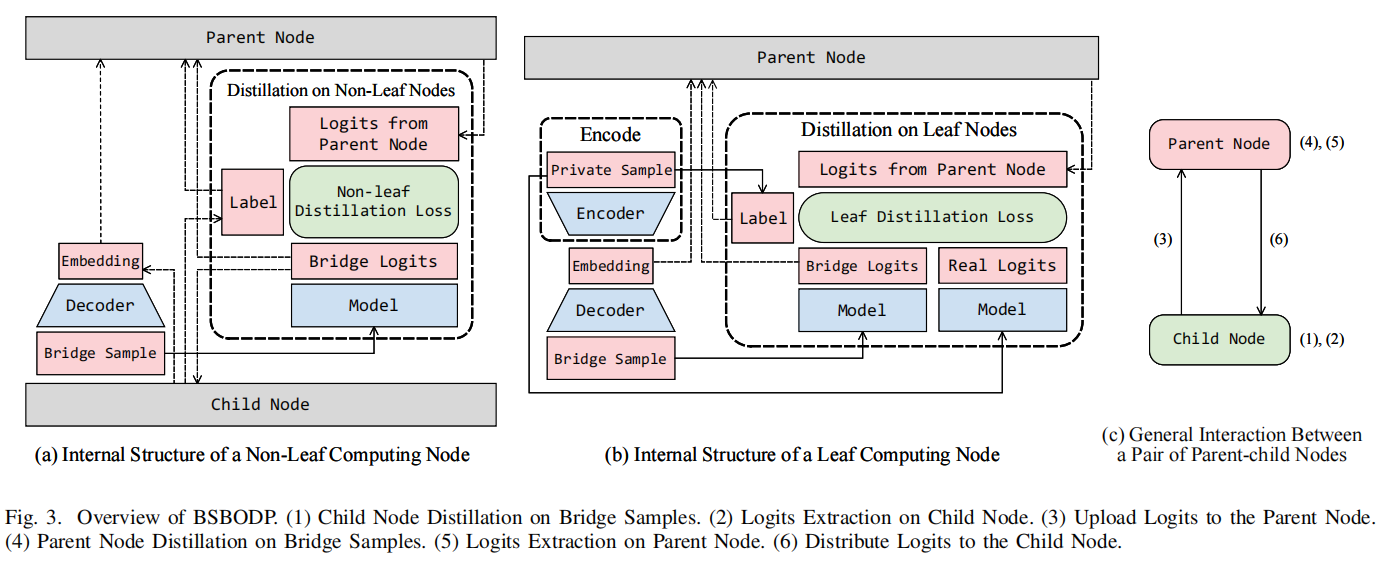 Parent Node
Distillation on Non-Leaf Nodes
Logits from
Parent Node
Label
Non-leaf
Distillation Loss
Embedding
Bridge Logits
Decoder
Model
Bridge Sample
Child Node
(a) Internal Structure of a Non-Leaf Computing Node
Parent Node
Encode
Distillation on Leaf Nodes
Private Sample
Logits from Parent Node
Encoder
Label
Leaf Distillation Loss
Embedding
Bridge Logits
Real Logits
Decoder
Model
Model
Bridge Sample
(b) Internal Structure of a Leaf Computing Node
Parent Node
(4), (5)
(3)
(6)
Child Node
(1), (2)
(c) General Interaction Between
a Pair of Parent-child Nodes
Fig. 3. Overview of BSBODP. (1) Child Node Distillation on Bridge Samples. (2) Logits Extraction on Child Node. (3) Upload Logits to the Parent Node.
(4) Parent Node Distillation on Bridge Samples. (5) Logits Extraction on Parent Node. (6) Distribute Logits to the Child Node.